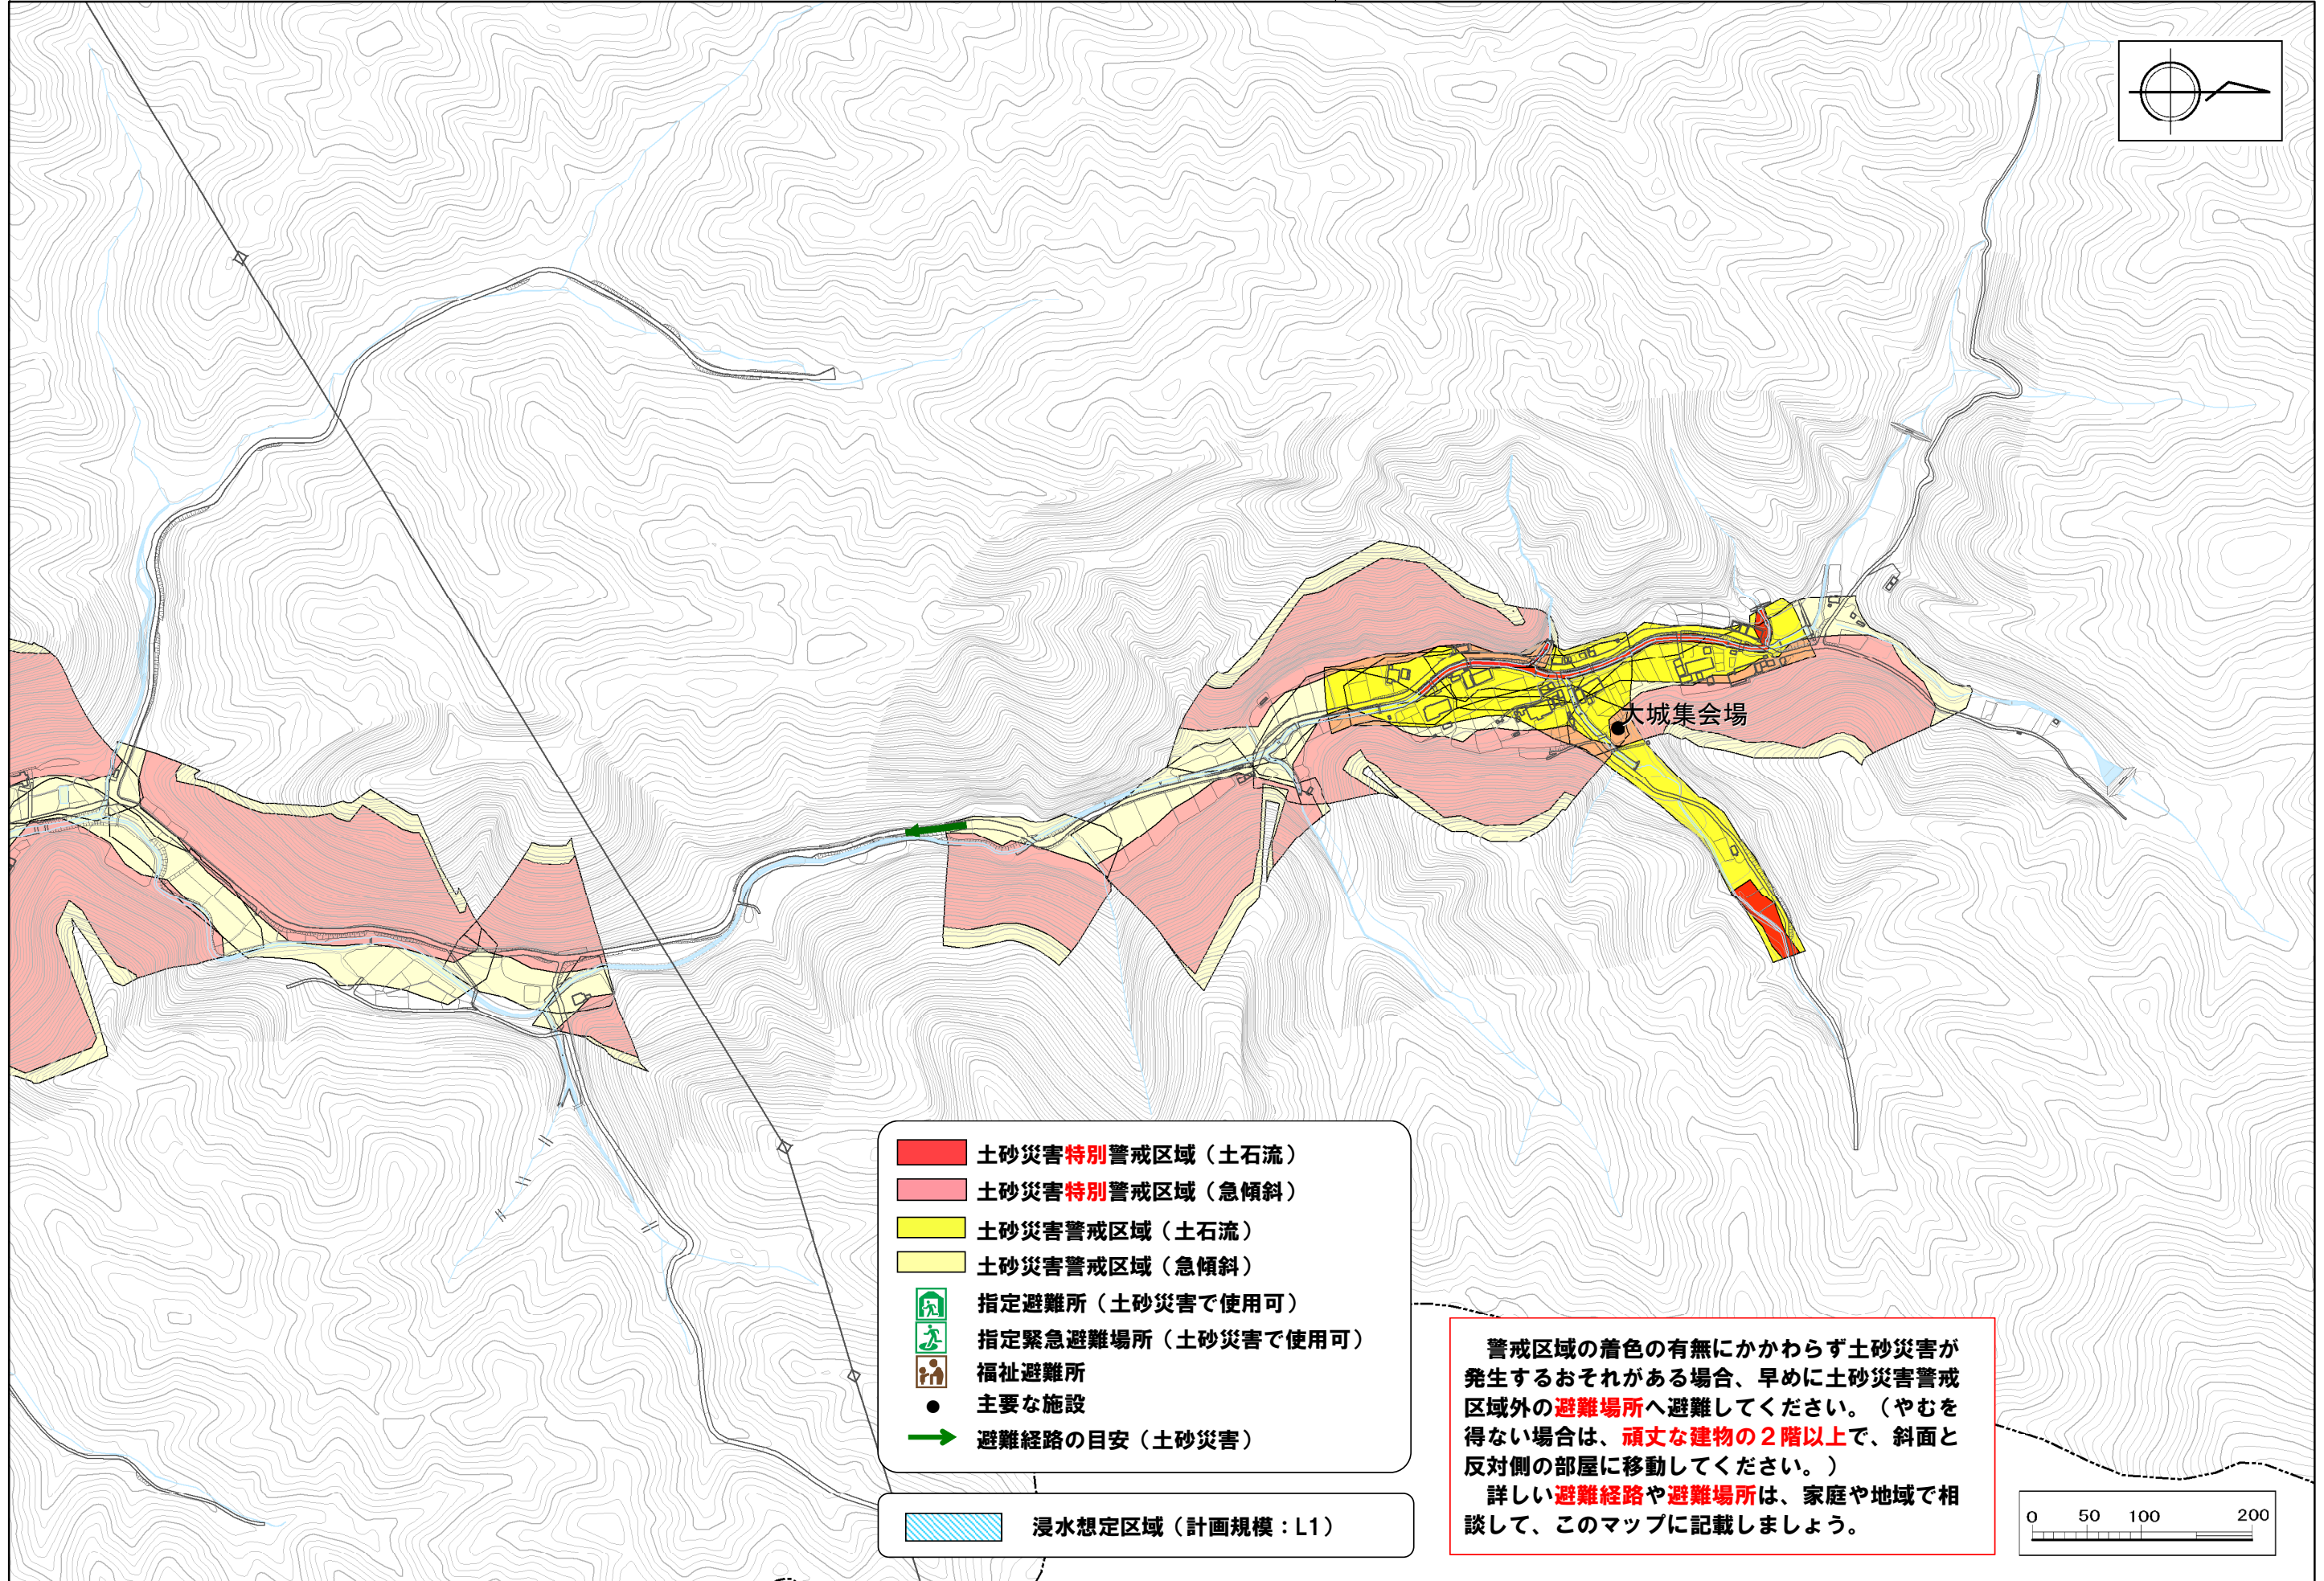 大城集会場
土砂災害特別警戒区域（土石流）
土砂災害特別警戒区域（急傾斜）
土砂災害警戒区域（土石流）
土砂災害警戒区域（急傾斜）
指定避難所（土砂災害で使用可）
指定緊急避難場所（土砂災害で使用可）
福祉避難所
主要な施設
避難経路の目安（土砂災害）
浸水想定区域（計画規模：L1）
警戒区域の着色の有無にかかわらず土砂災害が
発生するおそれがある場合、早めに土砂災害警戒
区域外の避難場所へ避難してください。（やむを
得ない場合は、頑丈な建物の２階以上で、斜面と
反対側の部屋に移動してください。）
詳しい避難経路や避難場所は、家庭や地域で相
談して、このマップに記載しましょう。
0 50 100 200